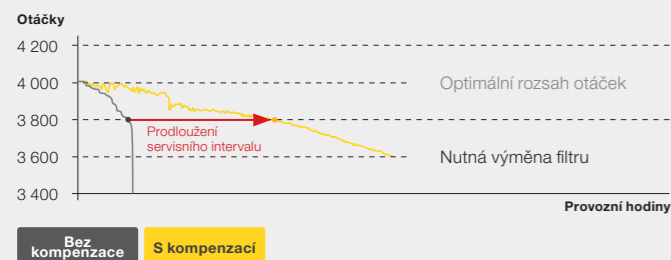 Otáčky
4 200
4 000
Optimální rozsah otáček
3 800
Prodloužení
servisního intervalu
3 600
Nutná výměna filtru
3 400
Provozní hodiny
Bez
kompenzace
S kompenzací